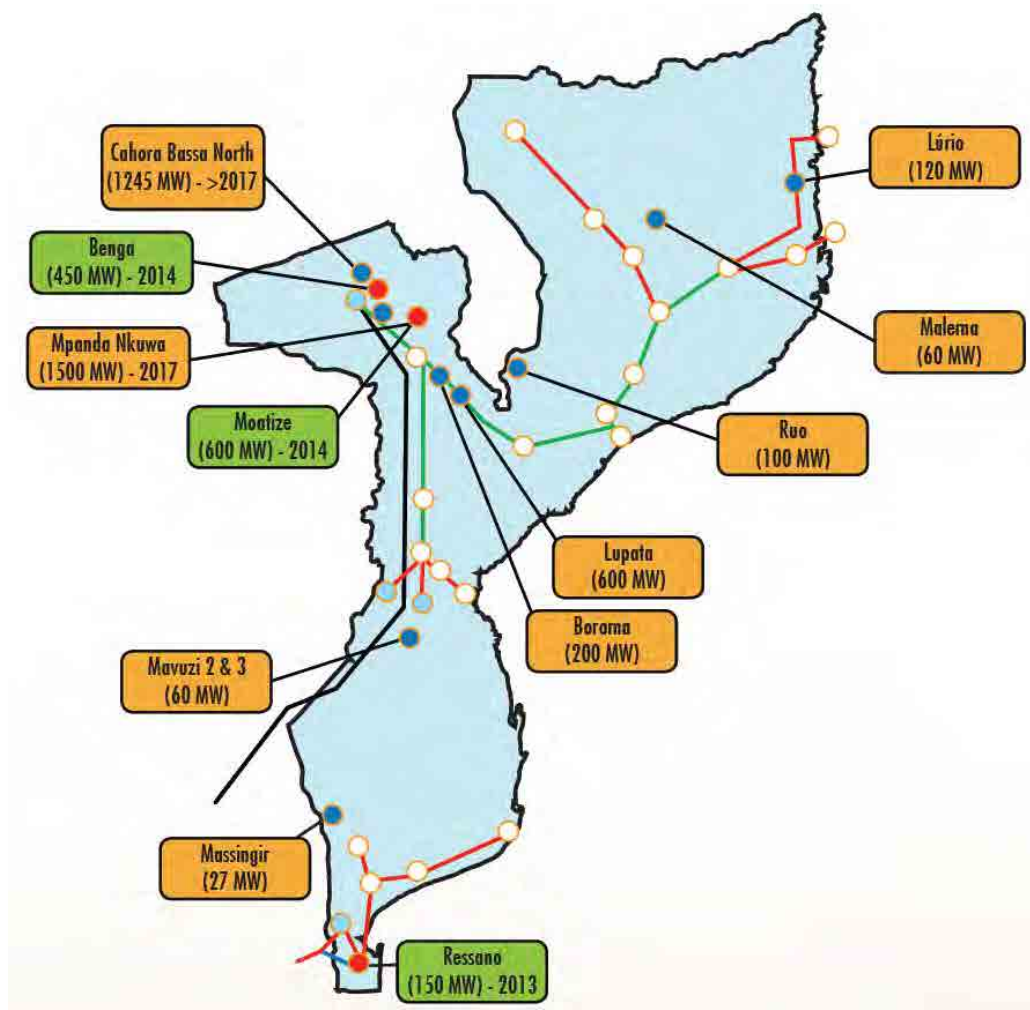 Cahora Bassa North
(1245 MW) - >2017
Benga
(450 MW) - 2014
Mpanda Nkuwa
(1500 MW) - 2017
Moatize
(600 MW) - 2014
Lúrio
(120 MW)
Malema
(60 MW)
Ruo
(100 MW)
Lupata
(600 MW)
Boroma
(200 MW)
Mavuzi 2 & 3
(60 MW)
Massingir
(27 MW)
Ressano
(150 MW) - 2013